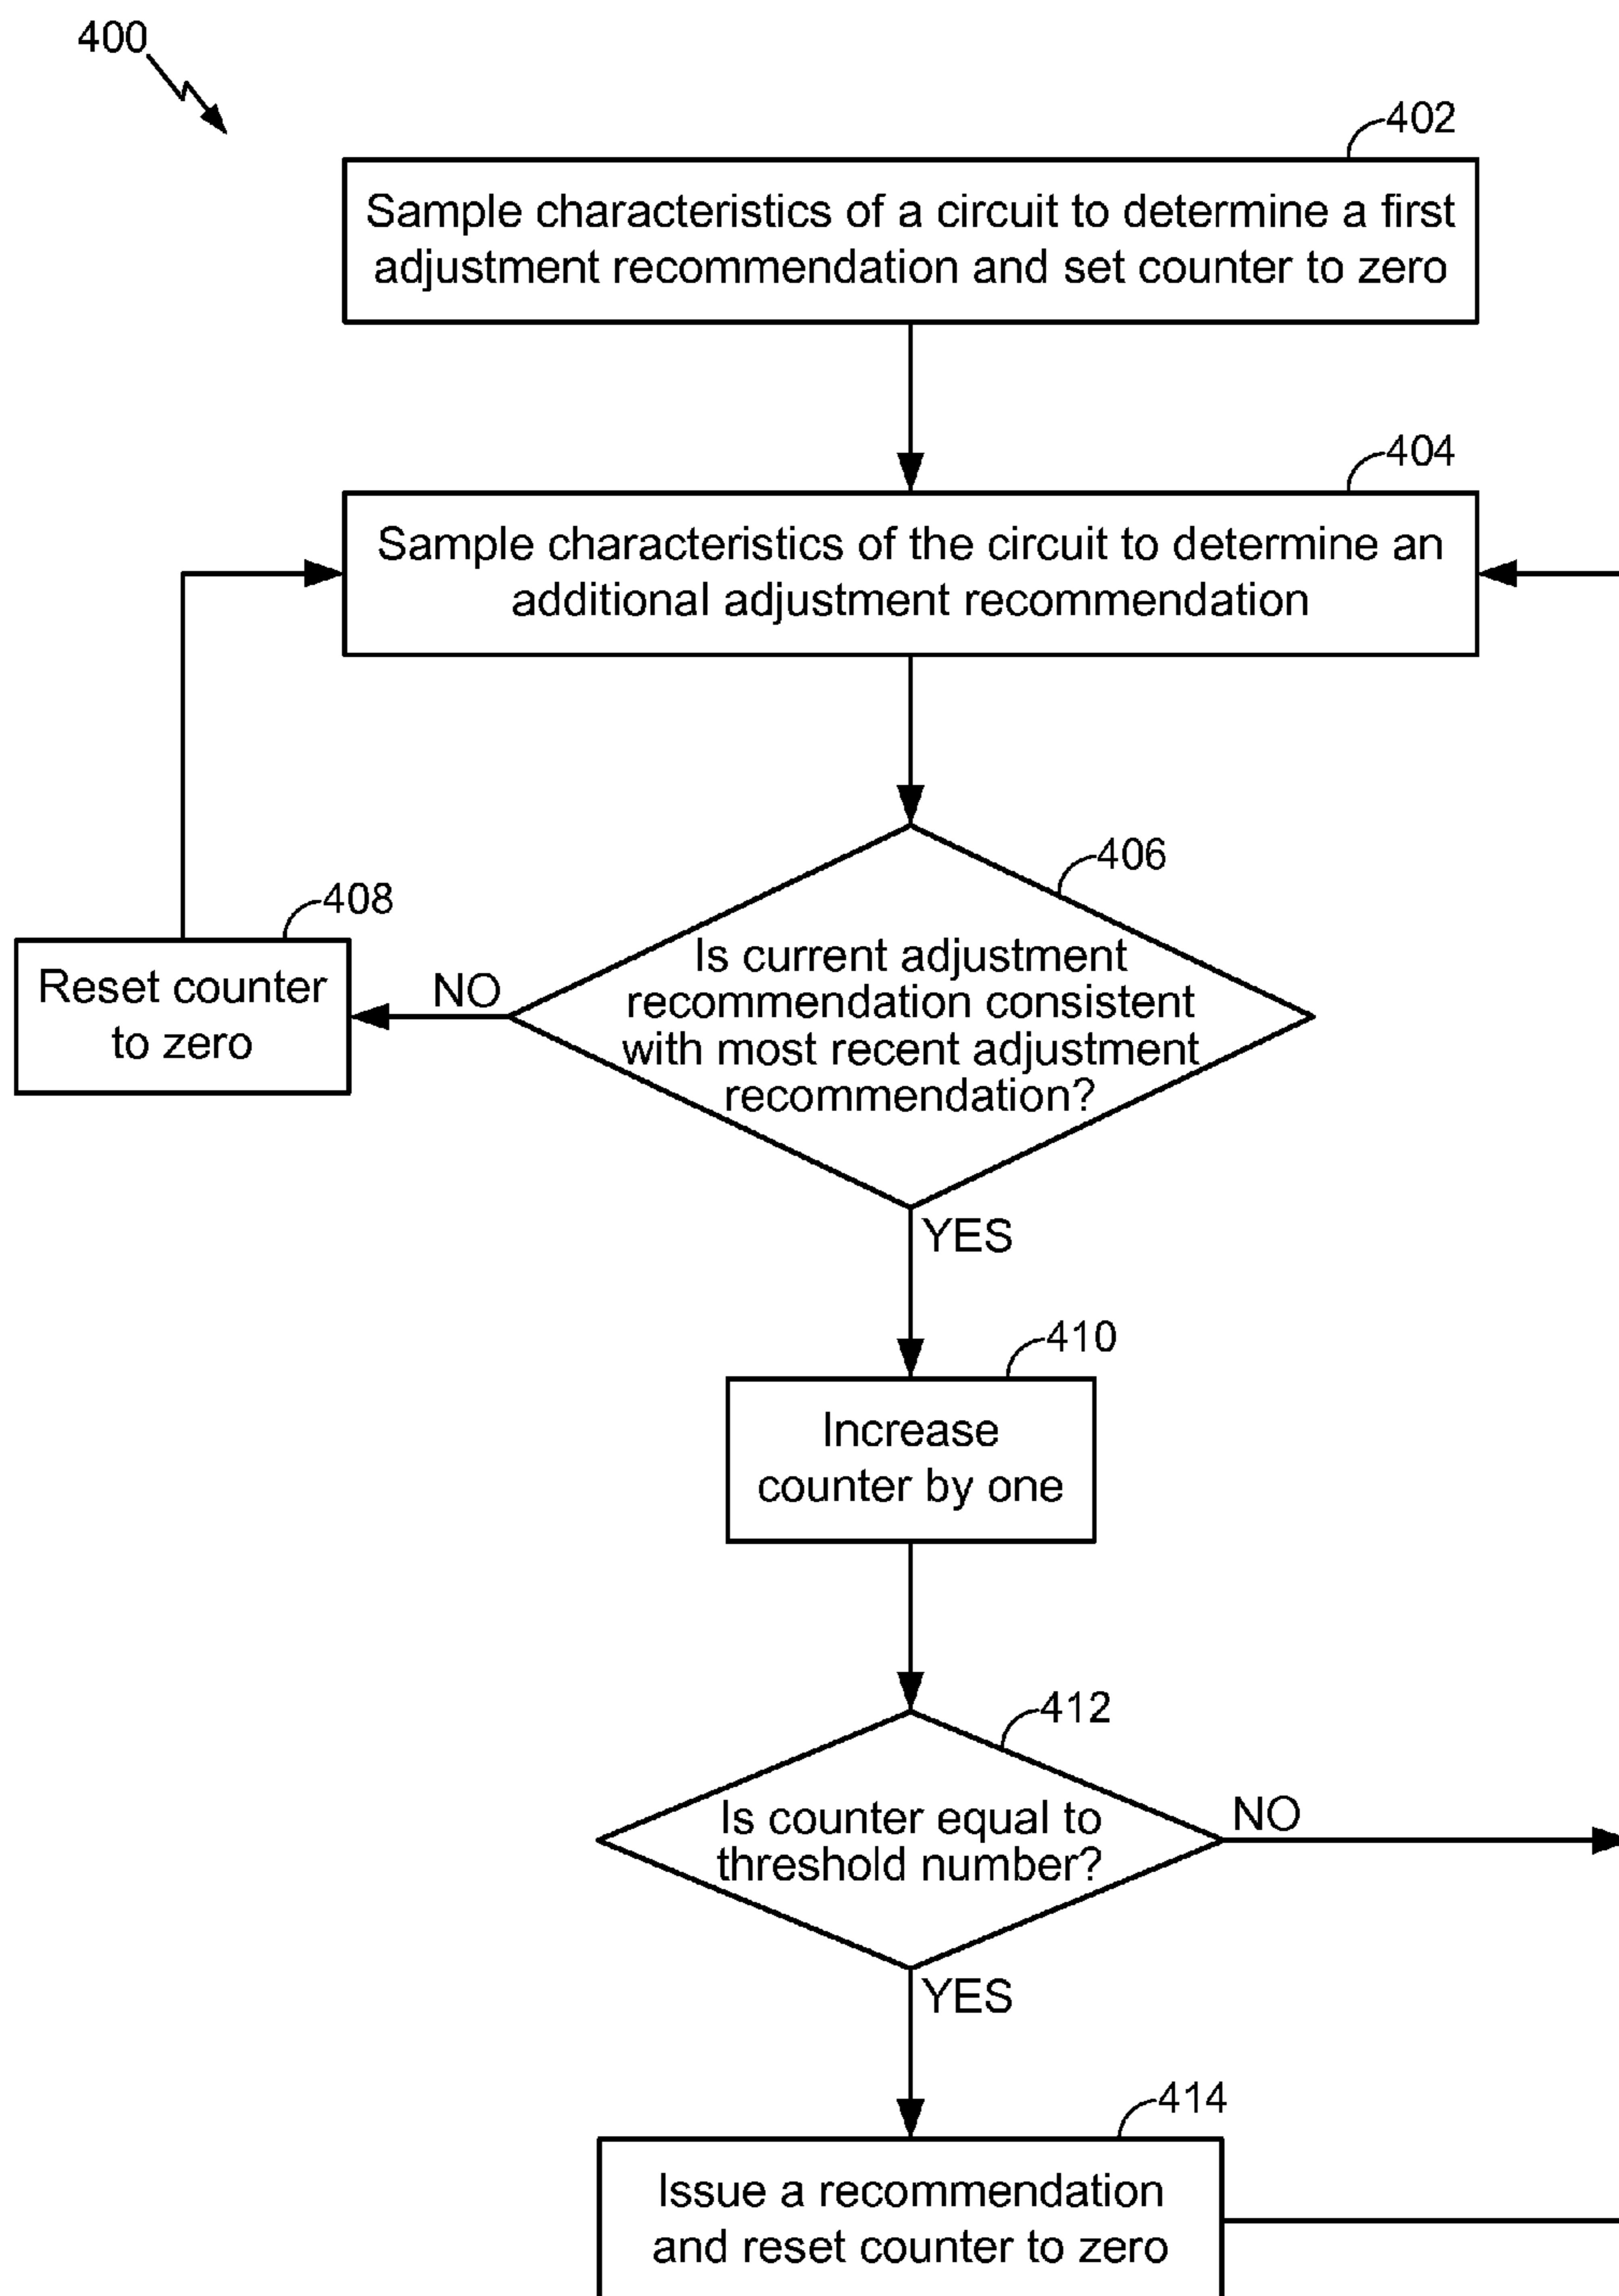 400
402
Sample characteristics of a circuit to determine a first
adjustment recommendation and set counter to zero
404
Sample characteristics of the circuit to determine an
additional adjustment recommendation
406
Is current adjustment
recommendation consistent
with most recent adjustment
recommendation?
408
Reset counter
to zero
NO
YES
410
Increase
counter by one
412
Is counter equal to
threshold number?
NO
YES
414
Issue a recommendation
and reset counter to zero